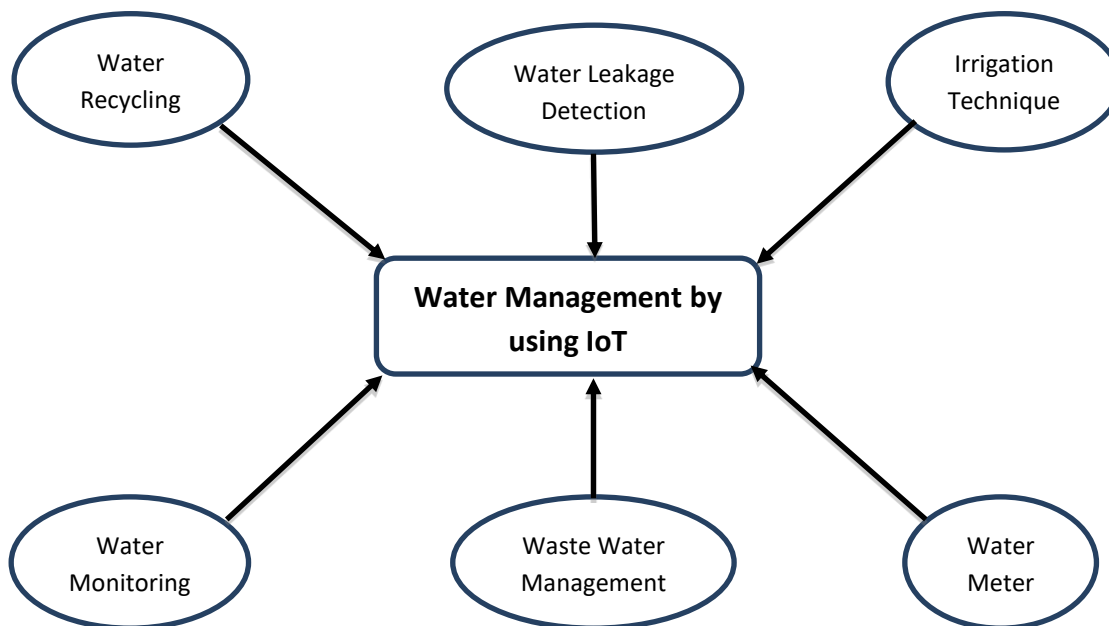 Water
Recycling
Water Leakage
Detection
Irrigation
Technique
Water Management by
using IoT
Water
Monitoring
Waste Water
Management
Water
Meter